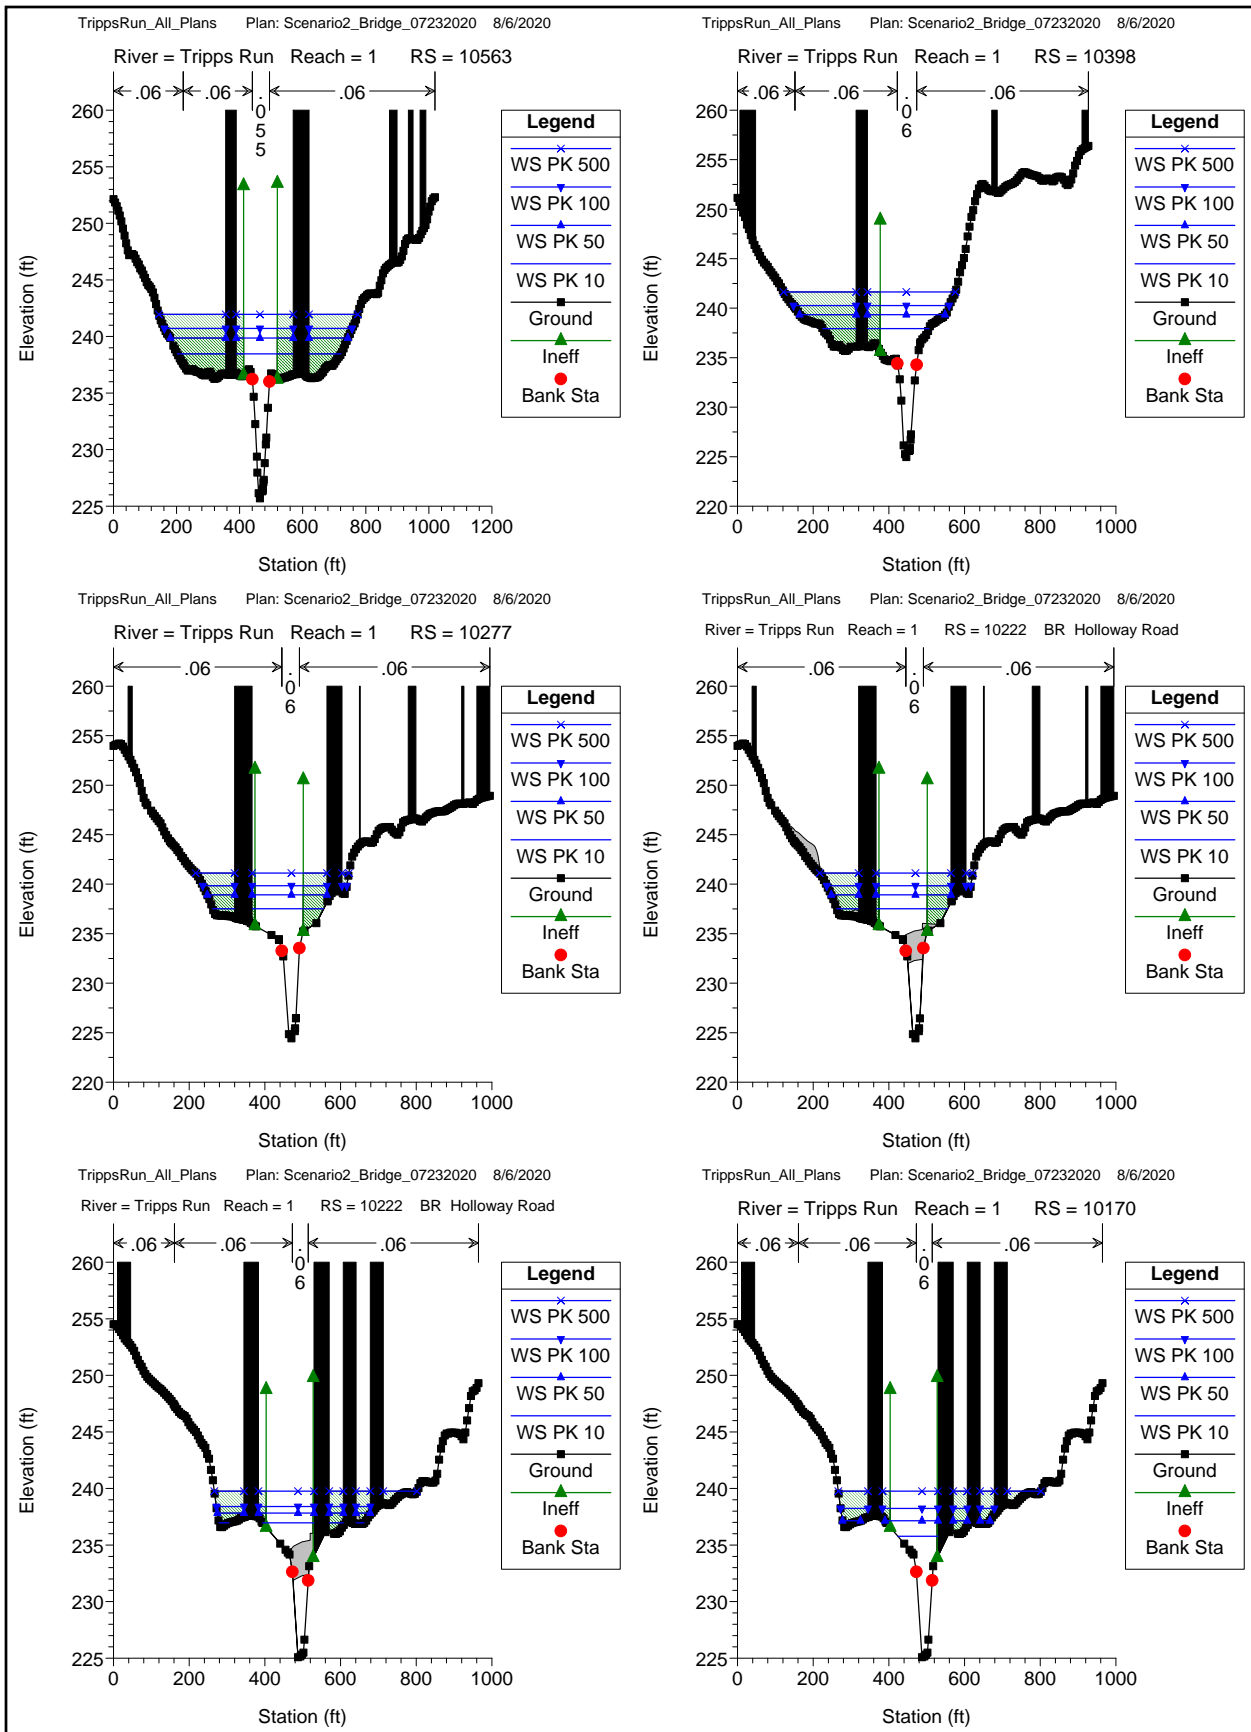 TrippsRun_All_Plans Plan: Scenario2_Bridge_07232020 8/6/2020
River = Tripps Run Reach = 1 RS = 10563
.06 .06 .055 .06
260
255
250
245
240
235
230
225
0 200 400 600 800 1000 1200
Station (ft)
Elevation (ft)
Legend
WS PK 500
WS PK 100
WS PK 50
WS PK 10
Ground
Ineff
Bank Sta
TrippsRun_All_Plans Plan: Scenario2_Bridge_07232020 8/6/2020
River = Tripps Run Reach = 1 RS = 10398
.06 .06 .06 .06
260
255
250
245
240
235
230
225
220
0 200 400 600 800 1000
Station (ft)
Elevation (ft)
Legend
WS PK 500
WS PK 100
WS PK 50
WS PK 10
Ground
Ineff
Bank Sta
TrippsRun_All_Plans Plan: Scenario2_Bridge_07232020 8/6/2020
River = Tripps Run Reach = 1 RS = 10277
.06 .06 .06
260
255
250
245
240
235
230
225
220
0 200 400 600 800 1000
Station (ft)
Elevation (ft)
Legend
WS PK 500
WS PK 100
WS PK 50
WS PK 10
Ground
Ineff
Bank Sta
TrippsRun_All_Plans Plan: Scenario2_Bridge_07232020 8/6/2020
River = Tripps Run Reach = 1 RS = 10222 BR Holloway Road
.06 .06 .06
260
255
250
245
240
235
230
225
220
0 200 400 600 800 1000
Station (ft)
Elevation (ft)
Legend
WS PK 500
WS PK 100
WS PK 50
WS PK 10
Ground
Ineff
Bank Sta
TrippsRun_All_Plans Plan: Scenario2_Bridge_07232020 8/6/2020
River = Tripps Run Reach = 1 RS = 10222 BR Holloway Road
.06 .06 .06 .06
260
255
250
245
240
235
230
225
0 200 400 600 800 1000
Station (ft)
Elevation (ft)
Legend
WS PK 500
WS PK 100
WS PK 50
WS PK 10
Ground
Ineff
Bank Sta
TrippsRun_All_Plans Plan: Scenario2_Bridge_07232020 8/6/2020
River = Tripps Run Reach = 1 RS = 10170
.06 .06 .06 .06
260
255
250
245
240
235
230
225
0 200 400 600 800 1000
Station (ft)
Elevation (ft)
Legend
WS PK 500
WS PK 100
WS PK 50
WS PK 10
Ground
Ineff
Bank Sta